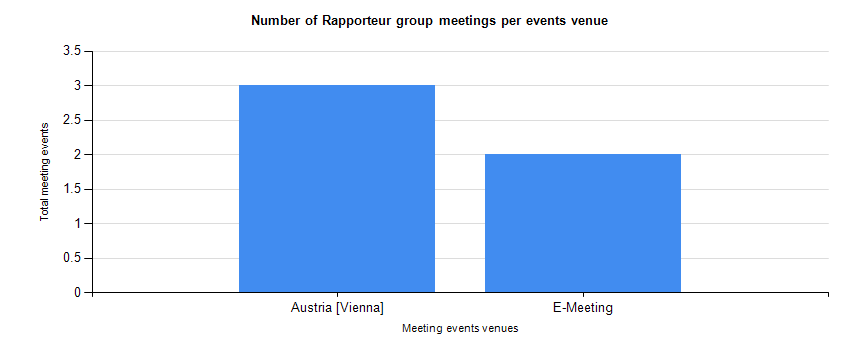 Number of Rapporteur group meetings per events venue
Total meeting events
3.5
3
2.5
2
1.5
1
0.5
0
Austria [Vienna]
E-Meeting
Meeting events venues